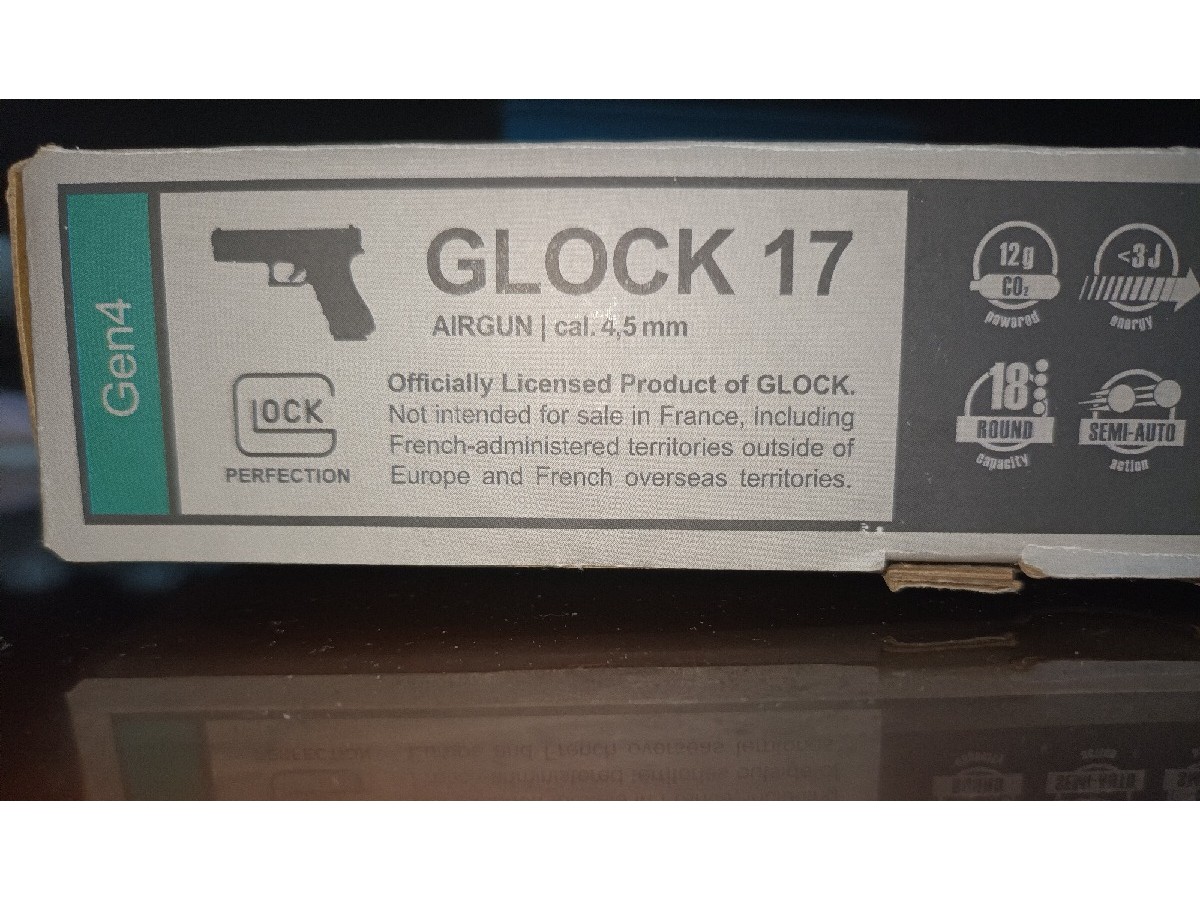 Gen4
GLOCK 17
AIRGUN | cal. 4,5 mm
GLOCK
PERFECTION
Officially Licensed Product of GLOCK.
Not intended for sale in France, including
French-administered territories outside of
Europe and French overseas territories.
12g
CO₂
powered
<3J
energy
18
ROUND
capacity
SEMI-AUTO
action